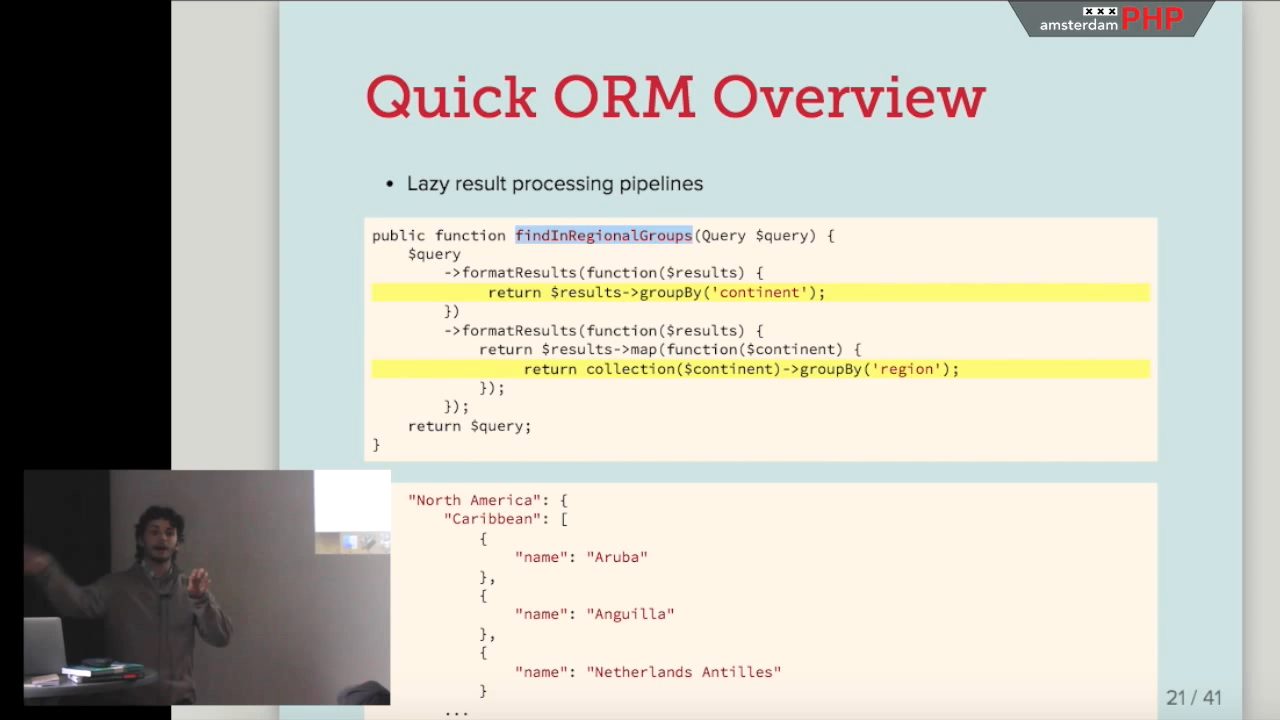 xxx
amsterdamPHP
Quick ORM Overview
• Lazy result processing pipelines
public function findInRegionalGroups(Query $query) {
    $query
        ->formatResults(function($results) {
             return $results->groupBy('continent');
        })
        ->formatResults(function($results) {
            return $results->map(function($continent) {
                 return collection($continent)->groupBy('region');
            });
        });
    return $query;
}
    "North America": {
        "Caribbean": [
            {
                "name": "Aruba"
            },
            {
                "name": "Anguilla"
            },
            {
                "name": "Netherlands Antilles"
            }
        ...
21 / 41